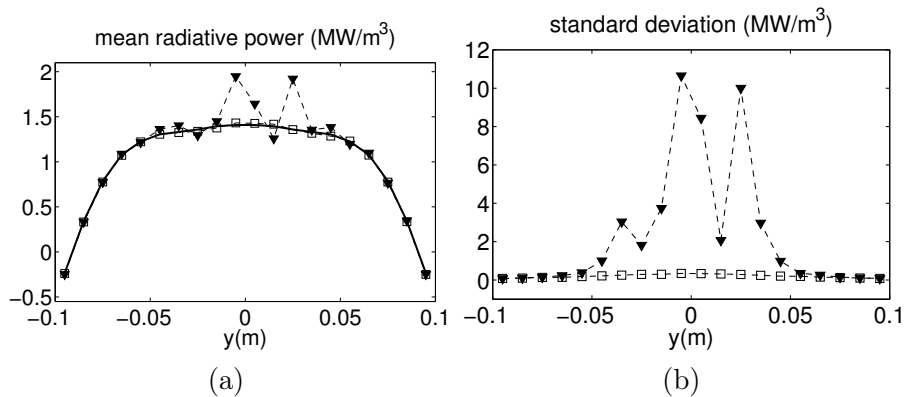 mean radiative power (MW/m³)
2
1.5
1
0.5
0
−0.5
−0.1 −0.05 0 0.05 0.1
y(m)
(a)
standard deviation (MW/m³)
12
10
8
6
4
2
0
−0.1 −0.05 0 0.05 0.1
y(m)
(b)